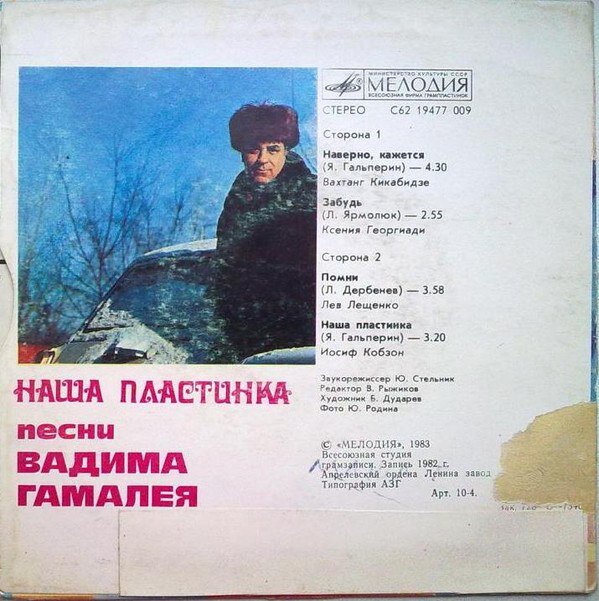 МИНИСТЕРСТВО КУЛЬТУРЫ СССР
МЕЛОДИЯ
ВСЕСОЮЗНАЯ ФИРМА ГРАМПЛАСТИНОК
СТЕРЕО С62 19477 009
Сторона 1
Наверно, кажется
(Я. Гальперин) — 4.30
Вахтанг Кикабидзе
Забудь
(Л. Ярмолюк) — 2.55
Ксения Георгиади
Сторона 2
Помни
(Л. Дербенев) — 3.58
Лев Лещенко
Наша пластинка
(Я. Гальперин) — 3.20
Иосиф Кобзон
Звукорежиссер Ю. Стельник
Редактор В. Рыжиков
Художник Б. Дударев
Фото Ю. Родина
НАША ПЛАСТИНКА
песни
ВАДИМА
ГАМАЛЕЯ
© «МЕЛОДИЯ», 1983
Всесоюзная студия
грамзаписи. Запись 1982 г.
Апрелевский ордена Ленина завод
Типография АЗГ
Арт. 10-4.